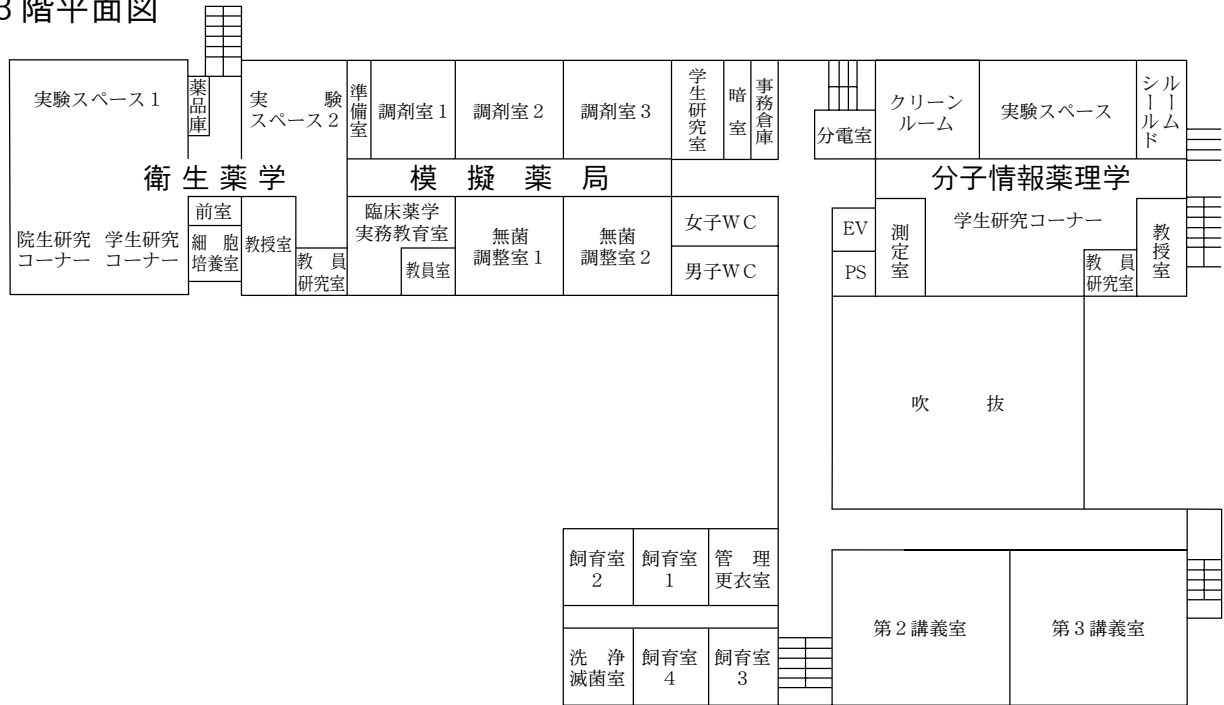 3階平面図
実験スペース1
薬品庫
実　験
スペース2
準備室
調剤室1
調剤室2
調剤室3
学生研究室
暗室
事務倉庫
分電室
クリーン
ルーム
実験スペース
シールド
ルーム
衛生薬学
模擬薬局
分子情報薬理学
院生研究
コーナー
学生研究
コーナー
前室
細　胞
培養室
教授室
教　員
研究室
臨床薬学
実務教育室
教員室
無菌
調整室1
無菌
調整室2
女子WC
男子WC
EV
PS
測定室
学生研究コーナー
教　員
研究室
教授室
吹　抜
飼育室
2
飼育室
1
管　理
更衣室
洗　浄
滅菌室
飼育室
4
飼育室
3
第2講義室
第3講義室